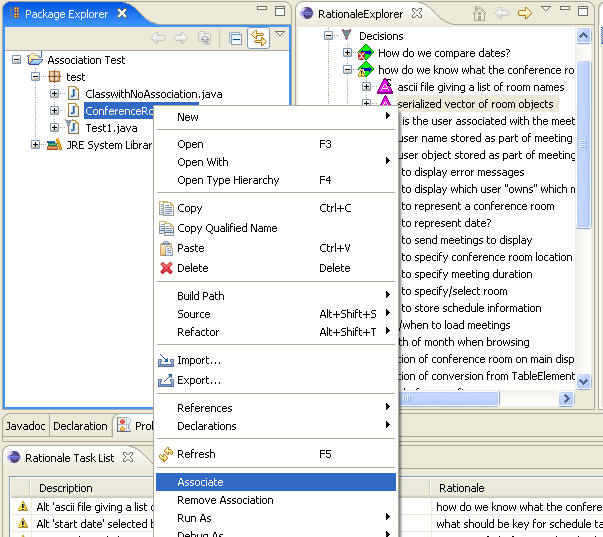 Package Explorer
Association Test
test
ClasswithNoAssociation.java
ConferenceRo
Test1.java
JRE System Librar
RationaleExplorer
Decisions
How do we compare dates?
how do we know what the conference ro
ascii file giving a list of room names
serialized vector of room objects
is the user associated with the meet
user name stored as part of meeting
user object stored as part of meeting
to display error messages
to display which user "owns" which m
to represent a conference room
to represent date?
to send meetings to display
to specify conference room location
to specify meeting duration
to specify/select room
to store schedule information
/when to load meetings
th of month when browsing
tion of conference room on main disp
tion of conversion from TableElement
New
Open F3
Open With
Open Type Hierarchy F4
Copy Ctrl+C
Copy Qualified Name
Paste Ctrl+V
Delete Delete
Build Path
Source Alt+Shift+S
Refactor Alt+Shift+T
Import...
Export...
References
Declarations
Refresh F5
Associate
Remove Association
Run As
Debug As
Javadoc Declaration Prob
Rationale Task List
Description Rationale
Alt 'ascii file giving a list o how do we know what the confere
Alt 'start date' selected b what should be key for schedule ta